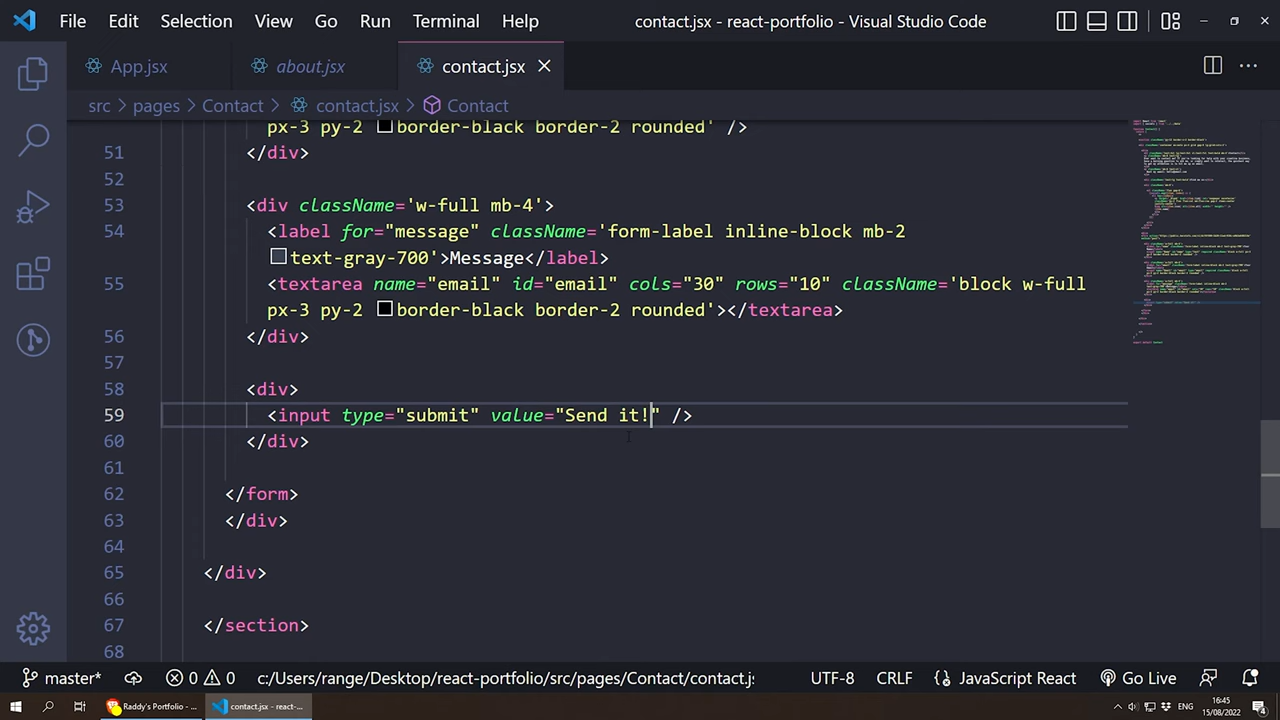 File Edit Selection View Go Run Terminal Help contact.jsx - react-portfolio - Visual Studio Code
App.jsx about.jsx contact.jsx
src > pages > Contact > contact.jsx > Contact
px-3 py-2 border-black border-2 rounded' />
51 </div>
52
53 <div className='w-full mb-4'>
54 <label for="message" className='form-label inline-block mb-2
text-gray-700'>Message</label>
55 <textarea name="email" id="email" cols="30" rows="10" className='block w-full
px-3 py-2 border-black border-2 rounded'></textarea>
56 </div>
57
58 <div>
59 <input type="submit" value="Send it!" />
60 </div>
61
62 </form>
63 </div>
64
65 </div>
66
67 </section>
68
master* 0 0 c:/Users/range/Desktop/react-portfolio/src/pages/Contact/contact.js UTF-8 CRLF JavaScript React Go Live
Raddy's Portfolio - ... contact.jsx - react-... ENG 16:45
15/08/2022